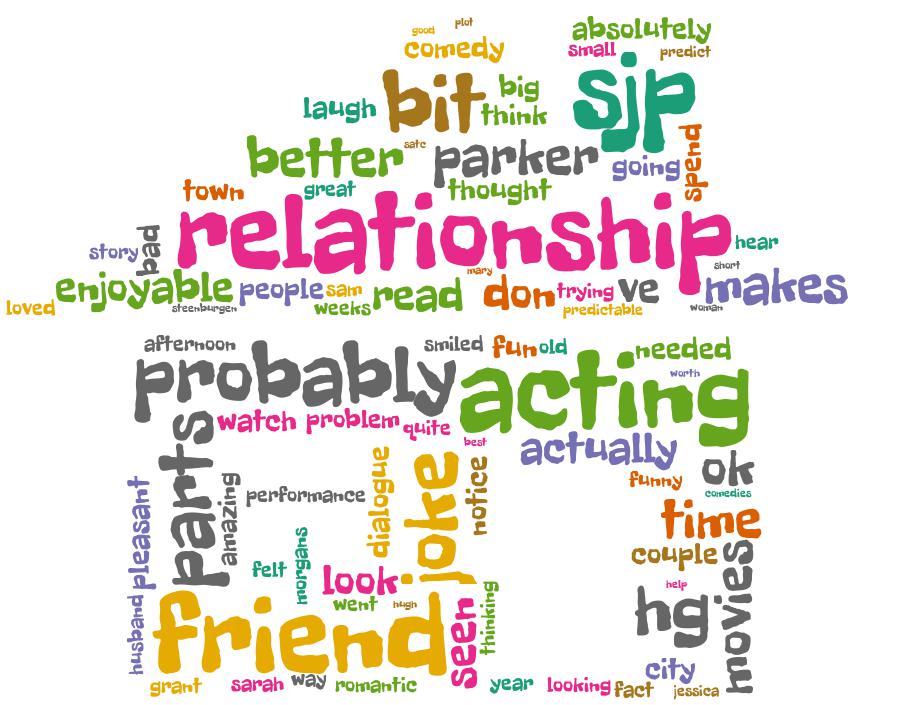 plot
good
absolutely
comedy
small
predict
sjp
bit
big
laugh
think
spend
satc
better
parker
going
town
great
thought
relationship
bad
story
hear
mary
short
enjoyable
people
sam
read
don
trying
ve
makes
loved
steenburgen
weeks
predictable
woman
afternoon
smiled
fun
old
needed
probably
acting
worth
watch
problem
quite
best
actually
parts
ok
joke
dialogue
notice
amazing
performance
funny
comedies
pleasant
time
couple
felt
morgans
look
help
movies
went
hugh
hg
seen
thinking
husband
friend
city
grant
sarah
way
romantic
year
looking
fact
jessica